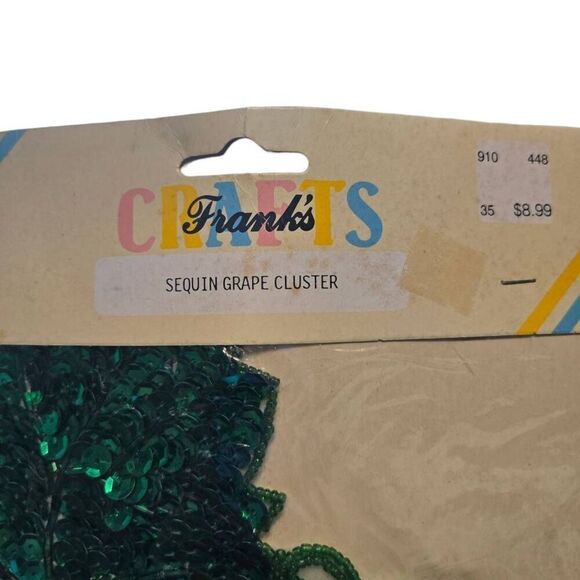 910 448
CRAFTS
Frank's
35 $8.99
SEQUIN GRAPE CLUSTER